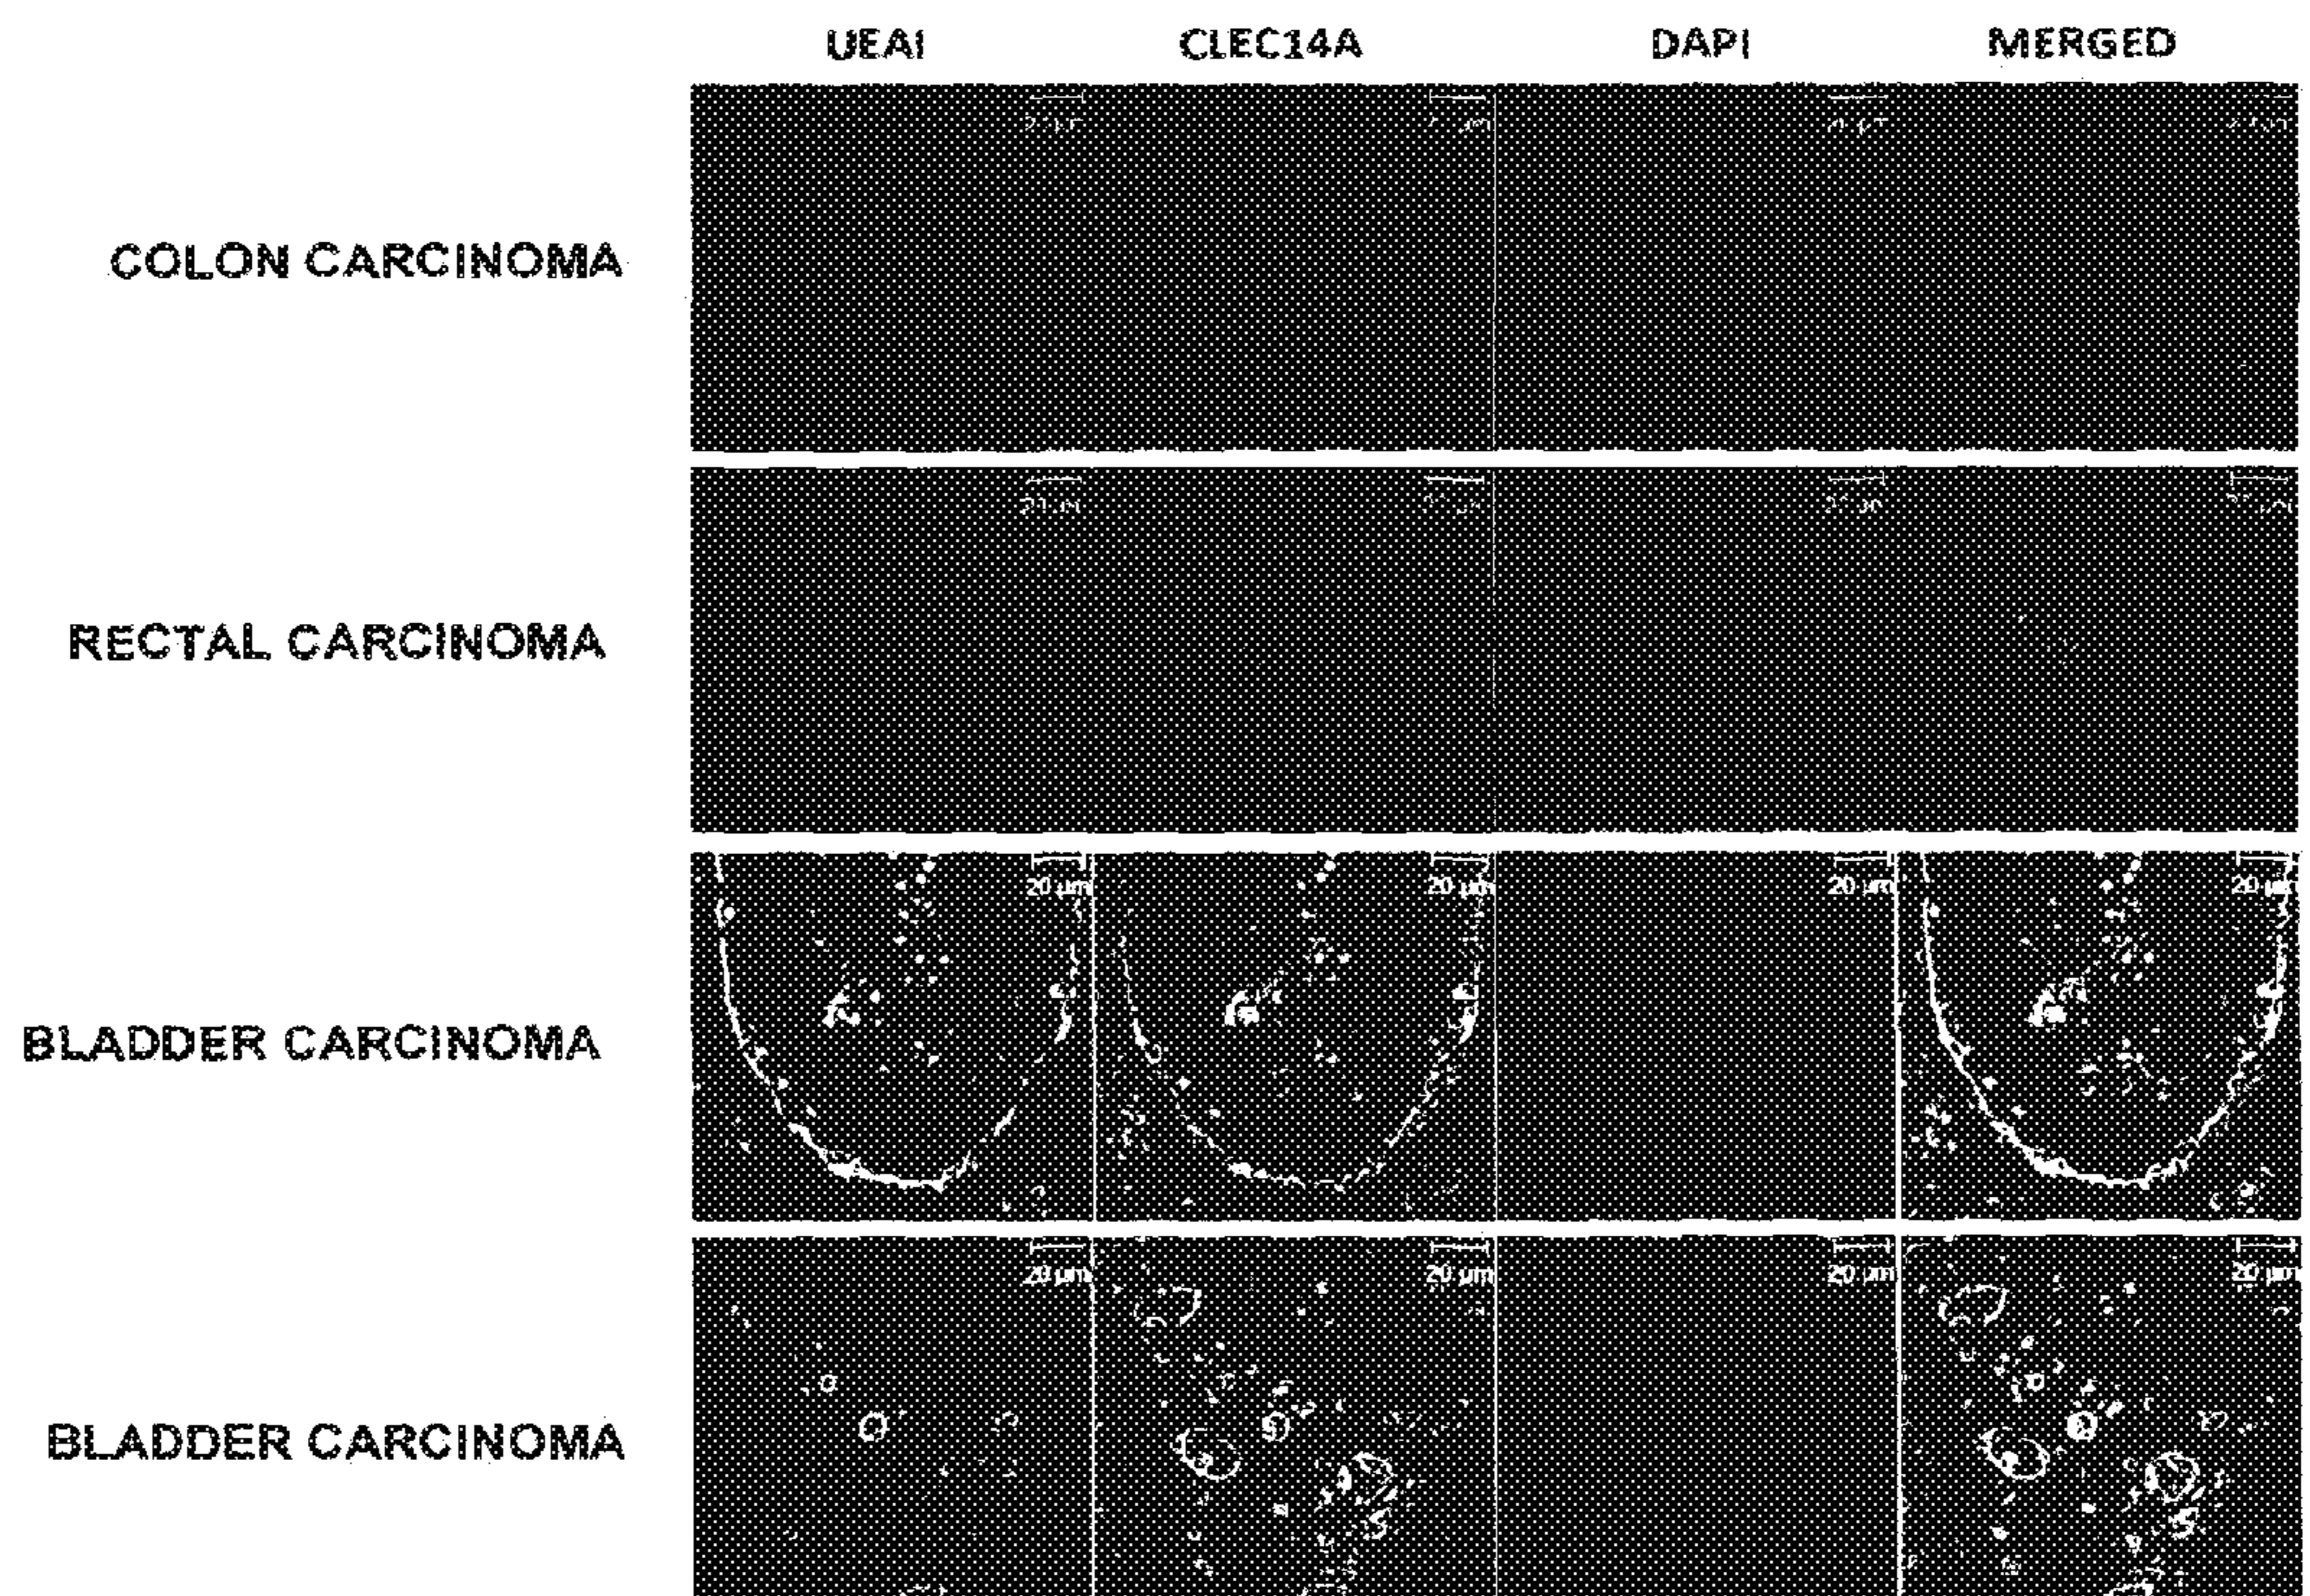 UEAI CLEC14A DAPI MERGED
COLON CARCINOMA
RECTAL CARCINOMA
20 µm 20 µm 20 µm 20 µm
BLADDER CARCINOMA
20 µm 20 µm 20 µm 20 µm
BLADDER CARCINOMA